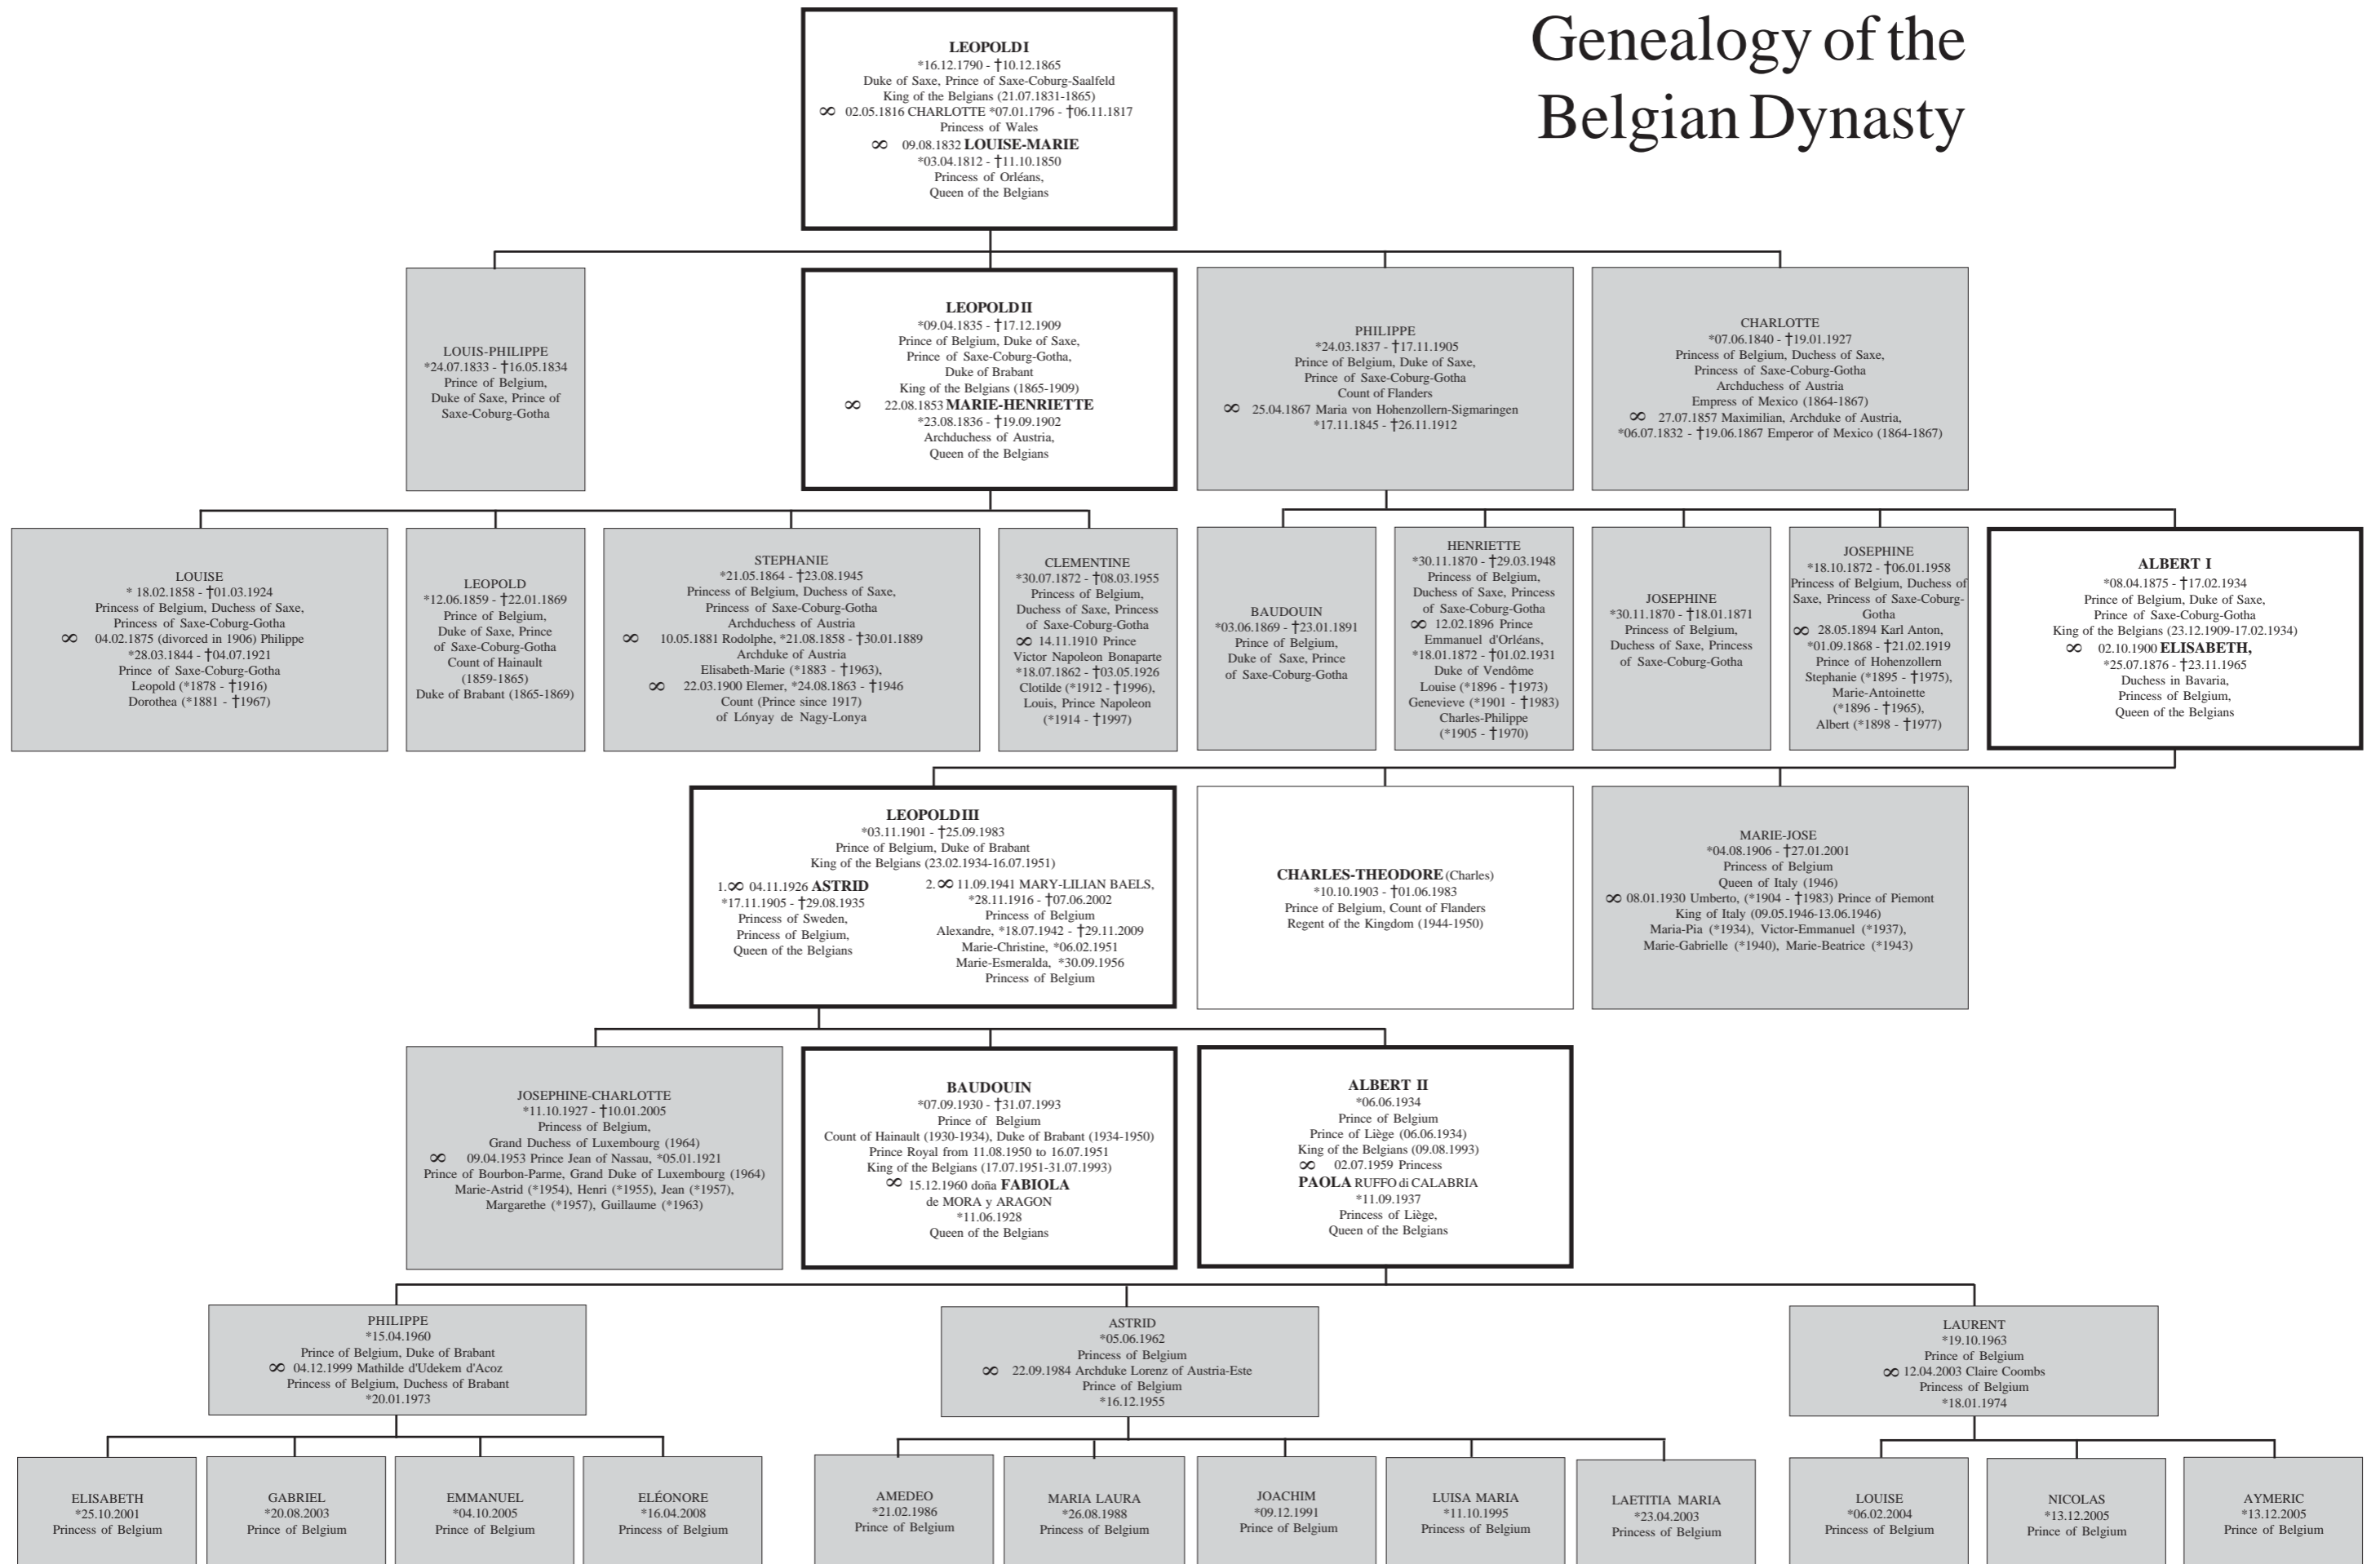 Genealogy of the
Belgian Dynasty
LEOPOLD I
*16.12.1790 - †10.12.1865
Duke of Saxe, Prince of Saxe-Coburg-Saalfeld
King of the Belgians (21.07.1831-1865)
∞ 02.05.1816 CHARLOTTE *07.01.1796 - †06.11.1817
Princess of Wales
∞ 09.08.1832 LOUISE-MARIE
*03.04.1812 - †11.10.1850
Princess of Orléans,
Queen of the Belgians
LOUIS-PHILIPPE
*24.07.1833 - †16.05.1834
Prince of Belgium,
Duke of Saxe, Prince of
Saxe-Coburg-Gotha
LEOPOLD II
*09.04.1835 - †17.12.1909
Prince of Belgium, Duke of Saxe,
Prince of Saxe-Coburg-Gotha,
Duke of Brabant
King of the Belgians (1865-1909)
∞ 22.08.1853 MARIE-HENRIETTE
*23.08.1836 - †19.09.1902
Archduchess of Austria,
Queen of the Belgians
PHILIPPE
*24.03.1837 - †17.11.1905
Prince of Belgium, Duke of Saxe,
Prince of Saxe-Coburg-Gotha
Count of Flanders
∞ 25.04.1867 Maria von Hohenzollern-Sigmaringen
*17.11.1845 - †26.11.1912
CHARLOTTE
*07.06.1840 - †19.01.1927
Princess of Belgium, Duchess of Saxe,
Princess of Saxe-Coburg-Gotha
Archduchess of Austria
Empress of Mexico (1864-1867)
∞ 27.07.1857 Maximilian, Archduke of Austria,
*06.07.1832 - †19.06.1867 Emperor of Mexico (1864-1867)
LOUISE
* 18.02.1858 - †01.03.1924
Princess of Belgium, Duchess of Saxe,
Princess of Saxe-Coburg-Gotha
∞ 04.02.1875 (divorced in 1906) Philippe
*28.03.1844 - †04.07.1921
Prince of Saxe-Coburg-Gotha
Leopold (*1878 - †1916)
Dorothea (*1881 - †1967)
LEOPOLD
*12.06.1859 - †22.01.1869
Prince of Belgium,
Duke of Saxe, Prince
of Saxe-Coburg-Gotha
Count of Hainault
(1859-1865)
Duke of Brabant (1865-1869)
STEPHANIE
*21.05.1864 - †23.08.1945
Princess of Belgium, Duchess of Saxe,
Princess of Saxe-Coburg-Gotha
Archduchess of Austria
∞ 10.05.1881 Rodolphe, *21.08.1858 - †30.01.1889
Archduke of Austria
Elisabeth-Marie (*1883 - †1963),
∞ 22.03.1900 Elemer, *24.08.1863 - †1946
Count (Prince since 1917)
of Lónyay de Nagy-Lonya
CLEMENTINE
*30.07.1872 - †08.03.1955
Princess of Belgium,
Duchess of Saxe, Princess
of Saxe-Coburg-Gotha
∞ 14.11.1910 Prince
Victor Napoleon Bonaparte
*18.07.1862 - †03.05.1926
Clotilde (*1912 - †1996),
Louis, Prince Napoleon
(*1914 - †1997)
BAUDOUIN
*03.06.1869 - †23.01.1891
Prince of Belgium,
Duke of Saxe, Prince
of Saxe-Coburg-Gotha
HENRIETTE
*30.11.1870 - †29.03.1948
Princess of Belgium,
Duchess of Saxe, Princess
of Saxe-Coburg-Gotha
∞ 12.02.1896 Prince
Emmanuel d'Orléans,
*18.01.1872 - †01.02.1931
Duke of Vendôme
Louise (*1896 - †1973)
Genevieve (*1901 - †1983)
Charles-Philippe
(*1905 - †1970)
JOSEPHINE
*30.11.1870 - †18.01.1871
Princess of Belgium,
Duchess of Saxe, Princess
of Saxe-Coburg-Gotha
JOSEPHINE
*18.10.1872 - †06.01.1958
Princess of Belgium, Duchess of
Saxe, Princess of Saxe-Coburg-
Gotha
∞ 28.05.1894 Karl Anton,
*01.09.1868 - †21.02.1919
Prince of Hohenzollern
Stephanie (*1895 - †1975),
Marie-Antoinette
(*1896 - †1965),
Albert (*1898 - †1977)
ALBERT I
*08.04.1875 - †17.02.1934
Prince of Belgium, Duke of Saxe,
Prince of Saxe-Coburg-Gotha
King of the Belgians (23.12.1909-17.02.1934)
∞ 02.10.1900 ELISABETH,
*25.07.1876 - †23.11.1965
Duchess in Bavaria,
Princess of Belgium,
Queen of the Belgians
LEOPOLD III
*03.11.1901 - †25.09.1983
Prince of Belgium, Duke of Brabant
King of the Belgians (23.02.1934-16.07.1951)
1.∞ 04.11.1926 ASTRID
*17.11.1905 - †29.08.1935
Princess of Sweden,
Princess of Belgium,
Queen of the Belgians
2.∞ 11.09.1941 MARY-LILIAN BAELS,
*28.11.1916 - †07.06.2002
Princess of Belgium
Alexandre, *18.07.1942 - †29.11.2009
Marie-Christine, *06.02.1951
Marie-Esmeralda, *30.09.1956
Princess of Belgium
CHARLES-THEODORE (Charles)
*10.10.1903 - †01.06.1983
Prince of Belgium, Count of Flanders
Regent of the Kingdom (1944-1950)
MARIE-JOSE
*04.08.1906 - †27.01.2001
Princess of Belgium
Queen of Italy (1946)
∞ 08.01.1930 Umberto, (*1904 - †1983) Prince of Piemont
King of Italy (09.05.1946-13.06.1946)
Maria-Pia (*1934), Victor-Emmanuel (*1937),
Marie-Gabrielle (*1940), Marie-Beatrice (*1943)
JOSEPHINE-CHARLOTTE
*11.10.1927 - †10.01.2005
Princess of Belgium,
Grand Duchess of Luxembourg (1964)
∞ 09.04.1953 Prince Jean of Nassau, *05.01.1921
Prince of Bourbon-Parme, Grand Duke of Luxembourg (1964)
Marie-Astrid (*1954), Henri (*1955), Jean (*1957),
Margarethe (*1957), Guillaume (*1963)
BAUDOUIN
*07.09.1930 - †31.07.1993
Prince of Belgium
Count of Hainault (1930-1934), Duke of Brabant (1934-1950)
Prince Royal from 11.08.1950 to 16.07.1951
King of the Belgians (17.07.1951-31.07.1993)
∞ 15.12.1960 doña FABIOLA
de MORA y ARAGON
*11.06.1928
Queen of the Belgians
ALBERT II
*06.06.1934
Prince of Belgium
Prince of Liège (06.06.1934)
King of the Belgians (09.08.1993)
∞ 02.07.1959 Princess
PAOLA RUFFO di CALABRIA
*11.09.1937
Princess of Liège,
Queen of the Belgians
PHILIPPE
*15.04.1960
Prince of Belgium, Duke of Brabant
∞ 04.12.1999 Mathilde d'Udekem d'Acoz
Princess of Belgium, Duchess of Brabant
*20.01.1973
ASTRID
*05.06.1962
Princess of Belgium
∞ 22.09.1984 Archduke Lorenz of Austria-Este
Prince of Belgium
*16.12.1955
LAURENT
*19.10.1963
Prince of Belgium
∞ 12.04.2003 Claire Coombs
Princess of Belgium
*18.01.1974
ELISABETH
*25.10.2001
Princess of Belgium
GABRIEL
*20.08.2003
Prince of Belgium
EMMANUEL
*04.10.2005
Prince of Belgium
ELÉONORE
*16.04.2008
Princess of Belgium
AMEDEO
*21.02.1986
Prince of Belgium
MARIA LAURA
*26.08.1988
Princess of Belgium
JOACHIM
*09.12.1991
Prince of Belgium
LUISA MARIA
*11.10.1995
Princess of Belgium
LAETITIA MARIA
*23.04.2003
Princess of Belgium
LOUISE
*06.02.2004
Princess of Belgium
NICOLAS
*13.12.2005
Prince of Belgium
AYMERIC
*13.12.2005
Prince of Belgium